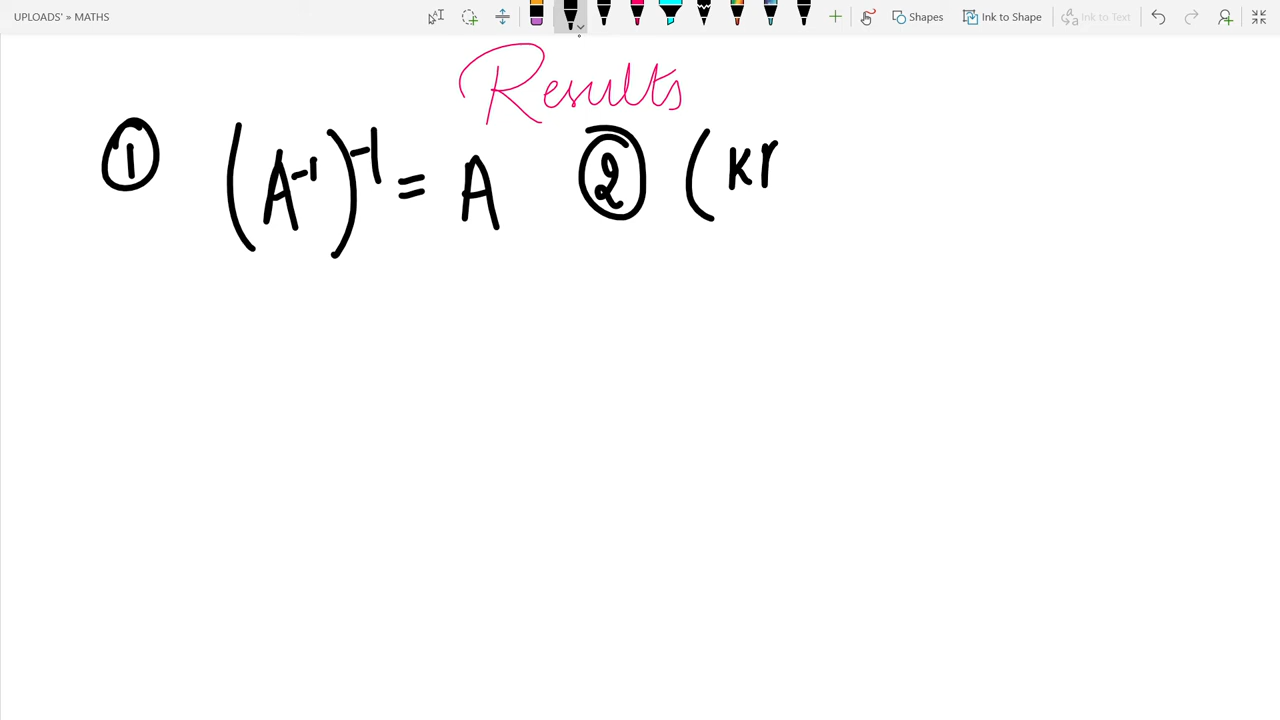 UPLOADS' » MATHS Shapes Ink to Shape Ink to Text
Results
① (A⁻¹)⁻¹ = A ② (K